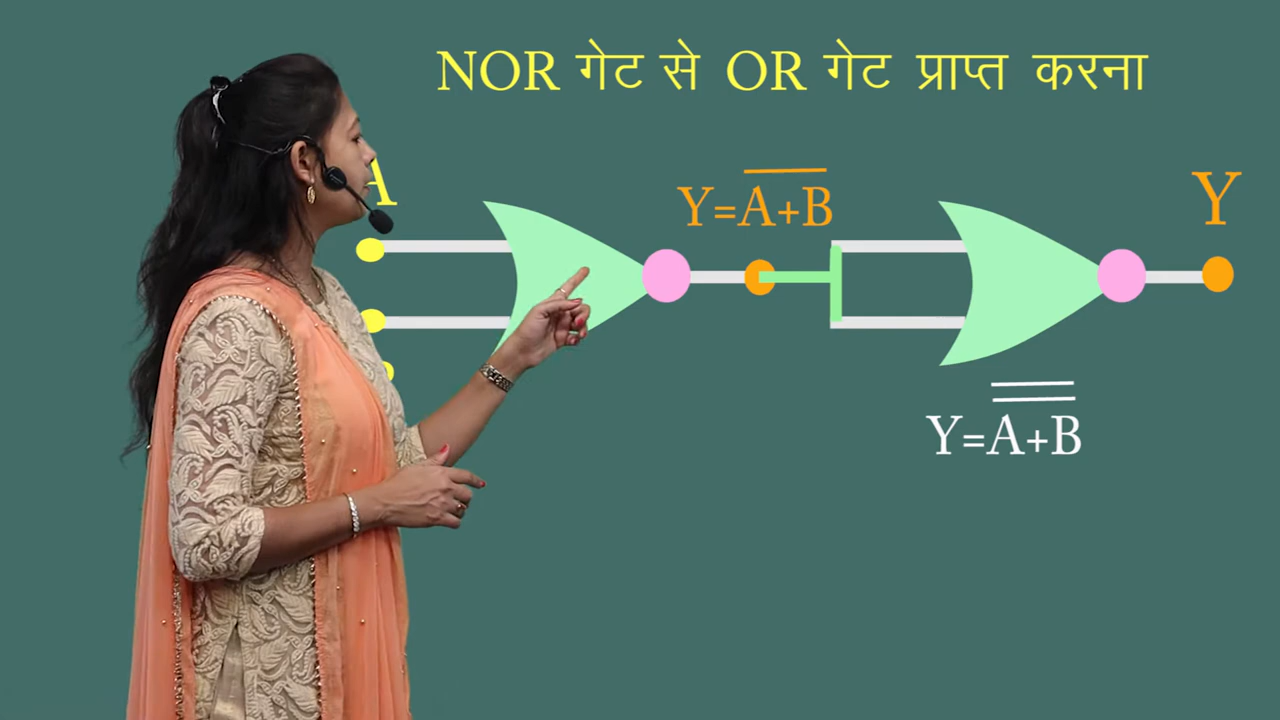 NOR गेट से OR गेट प्राप्त करना
A
Y=A̅+̅B̅
Y
Y=A̿+̿B̿